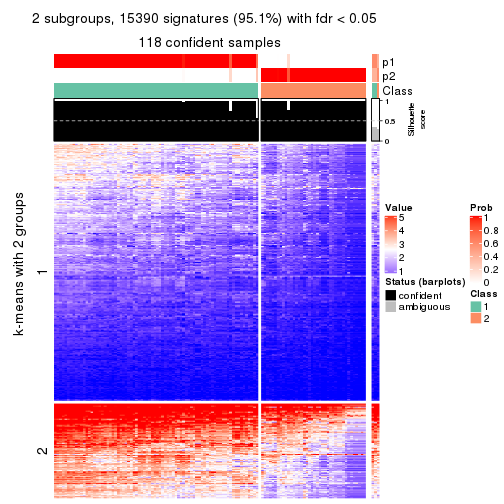 2 subgroups, 15390 signatures (95.1%) with fdr < 0.05
118 confident samples
p1
p2
Class
1
0.5
0
Silhouette
score
k-means with 2 groups
1
2
Value
5
4
3
2
1
Status (barplots)
confident
ambiguous
Prob
1
0.8
0.6
0.4
0.2
0
Class
1
2